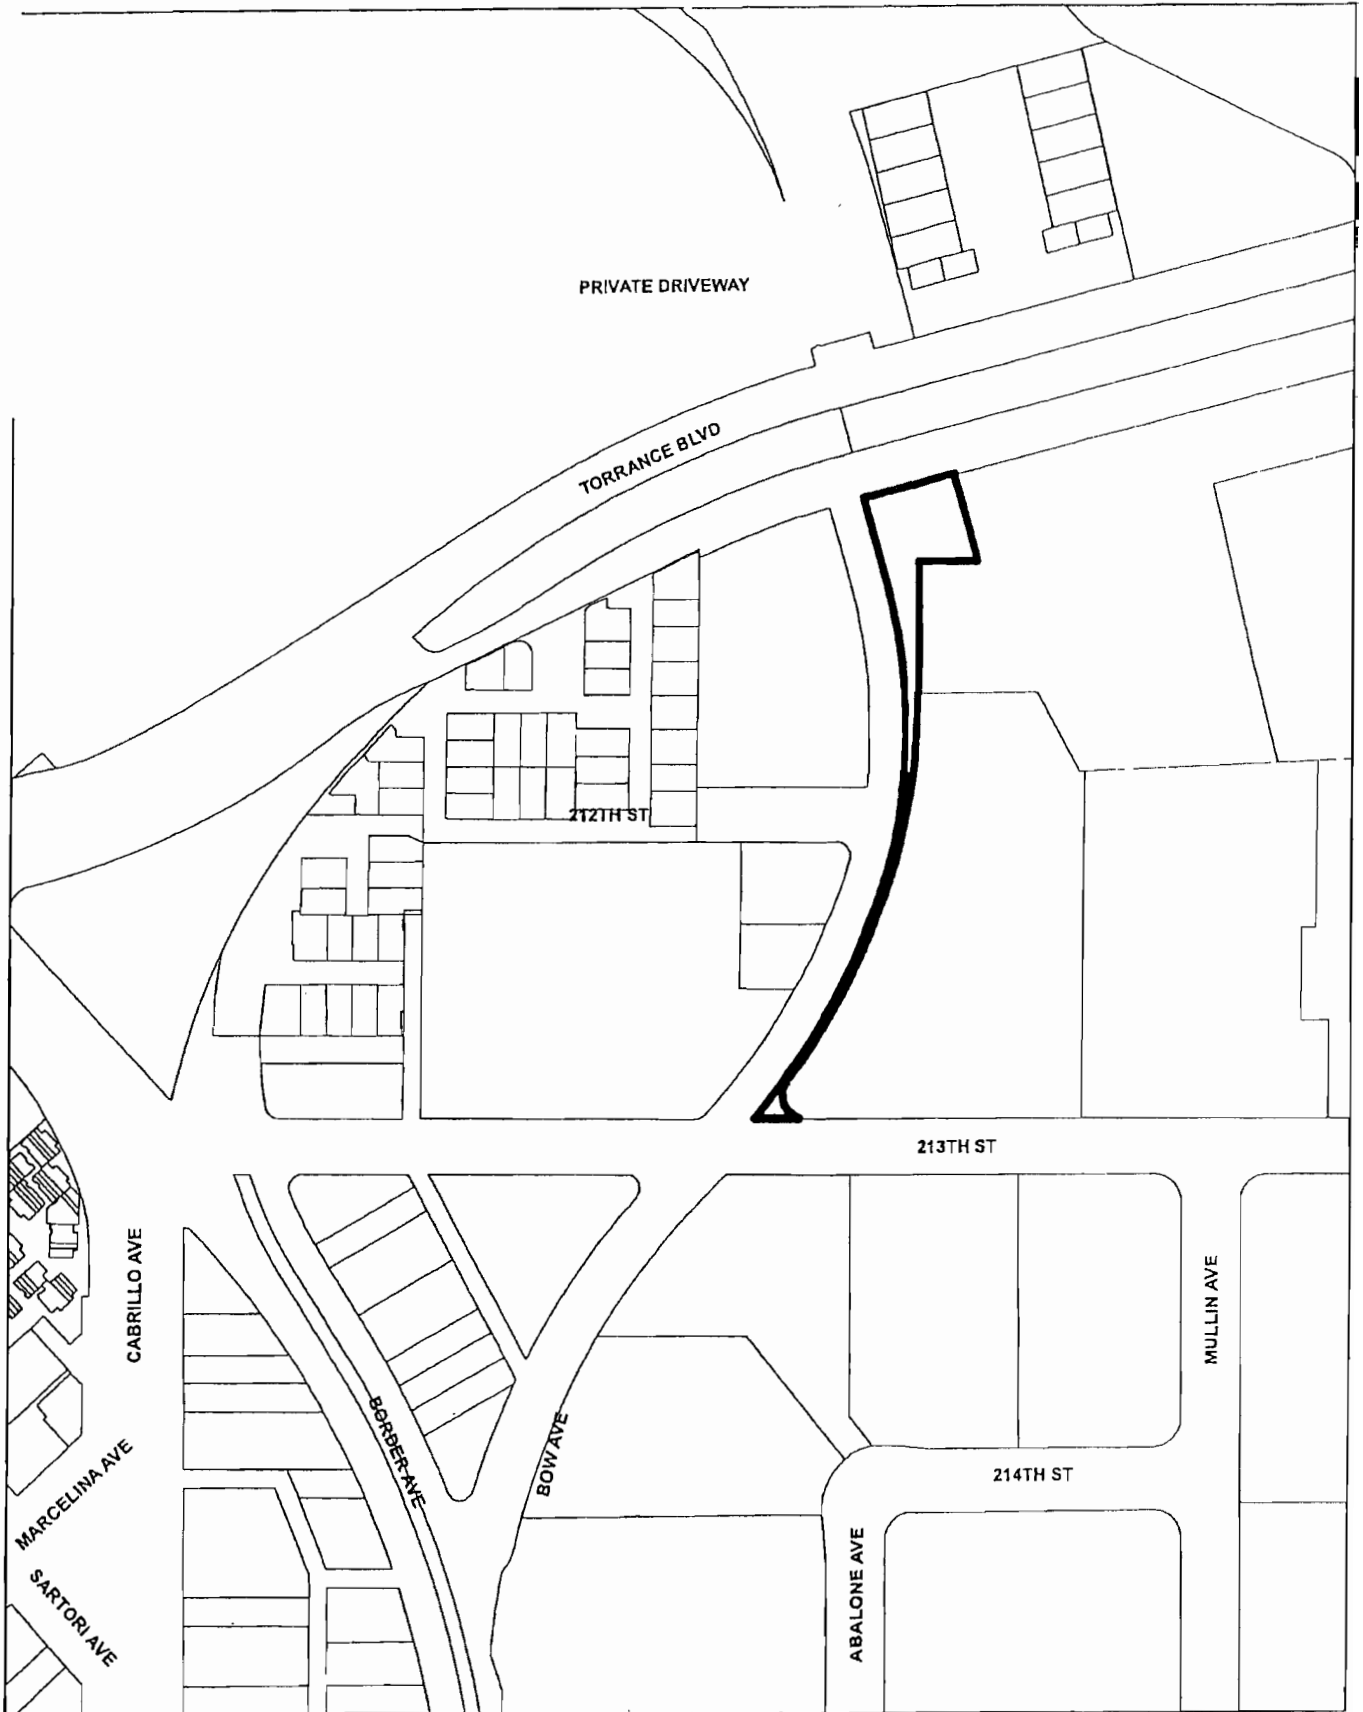 PRIVATE DRIVEWAY
TORRANCE BLVD
212TH ST
213TH ST
CABRILLO AVE
MULLIN AVE
BORDER AVE
BOW AVE
MARCELINA AVE
214TH ST
SARTORI AVE
ABALONE AVE